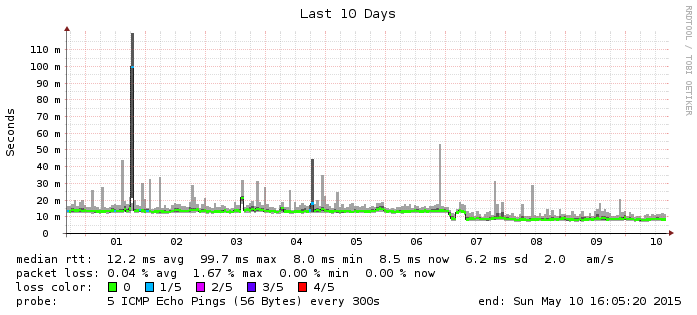 Last 10 Days
RRDTOOL / TOBI OETIKER
Seconds
110 m
100 m
90 m
80 m
70 m
60 m
50 m
40 m
30 m
20 m
10 m
0
01 02 03 04 05 06 07 08 09 10
median rtt: 12.2 ms avg 99.7 ms max 8.0 ms min 8.5 ms now 6.2 ms sd 2.0 am/s
packet loss: 0.04 % avg 1.67 % max 0.00 % min 0.00 % now
loss color: 0 1/5 2/5 3/5 4/5
probe: 5 ICMP Echo Pings (56 Bytes) every 300s end: Sun May 10 16:05:20 2015